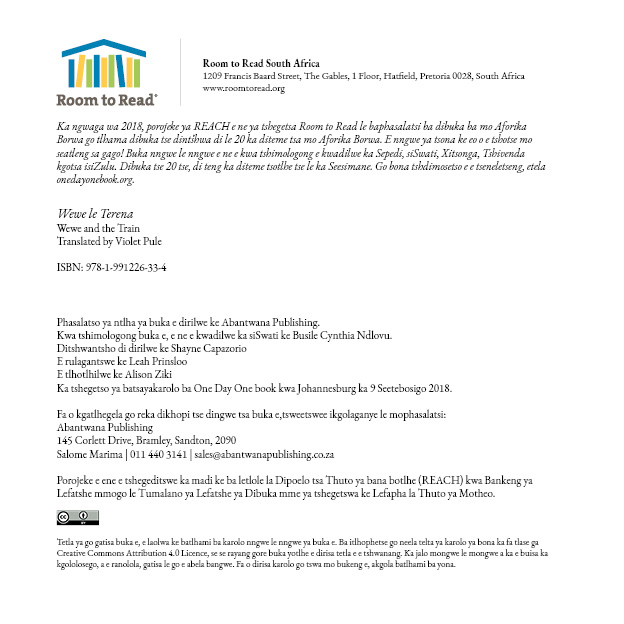 Room to Read®
Room to Read South Africa
1209 Francis Baard Street, The Gables, 1 Floor, Hatfield, Pretoria 0028, South Africa
www.roomtoread.org
Ka ngwaga wa 2018, porojeke ya REACH e ne ya tshegetsa Room to Read le baphasalatsi ba dibuka ba mo Aforika
Borwa go tlhama dibuka tse dintšhwa di le 20 ka diteme tsa mo Aforika Borwa. E nngwe ya tsona ke eo o e tshotse mo
seatleng sa gago! Buka nngwe le nngwe e ne e kwa tshimologong e kwadilwe ka Sepedi, siSwati, Xitsonga, Tshivenda
kgotsa isiZulu. Dibuka tse 20 tse, di teng ka diteme tsotlhe tse le ka Seesimane. Go bona tshdimosetso e e tseneletseng, etela
onedayonebook.org.
Wewe le Terena
Wewe and the Train
Translated by Violet Pule
ISBN: 978-1-991226-33-4
Phasalatso ya ntlha ya buka e dirilwe ke Abantwana Publishing.
Kwa tshimologong buka e, e ne e kwadilwe ka siSwati ke Busile Cynthia Ndlovu.
Ditshwantsho di dirilwe ke Shayne Capazorio
E rulagantswe ke Leah Prinsloo
E tlhotlhilwe ke Alison Ziki
Ka tshegetso ya batsayakarolo ba One Day One book kwa Johannesburg ka 9 Seetebosigo 2018.
Fa o kgatlhegela go reka dikhopi tse dingwe tsa buka e,tsweetswee ikgolaganye le mophasalatsi:
Abantwana Publishing
145 Corlett Drive, Bramley, Sandton, 2090
Salome Marima | 011 440 3141 | sales@abantwanapublishing.co.za
Porojeke e ene e tshegeditswe ka madi ke ba letlole la Dipoelo tsa Thuto ya bana botlhe (REACH) kwa Bankeng ya
Lefatshe mmogo le Tumalano ya Lefatshe ya Dibuka mme ya tshegetswa ke Lefapha la Thuto ya Motheo.
cc BY
Tetla ya go gatisa buka e, e laolwa ke batlhami ba karolo nngwe le nngwe ya buka e. Ba itlhophetse go neela telta ya karolo ya bona ka fa tlase ga
Creative Commons Attribution 4.0 Licence, se se rayang gore buka yotlhe e dirisa tetla e e tshwanang. Ka jalo mongwe le mongwe a ka e buisa ka
kgololosego, a e ranolola, gatisa le go e abela bangwe. Fa o dirisa karolo go tswa mo bukeng e, akgola batlhami ba yona.